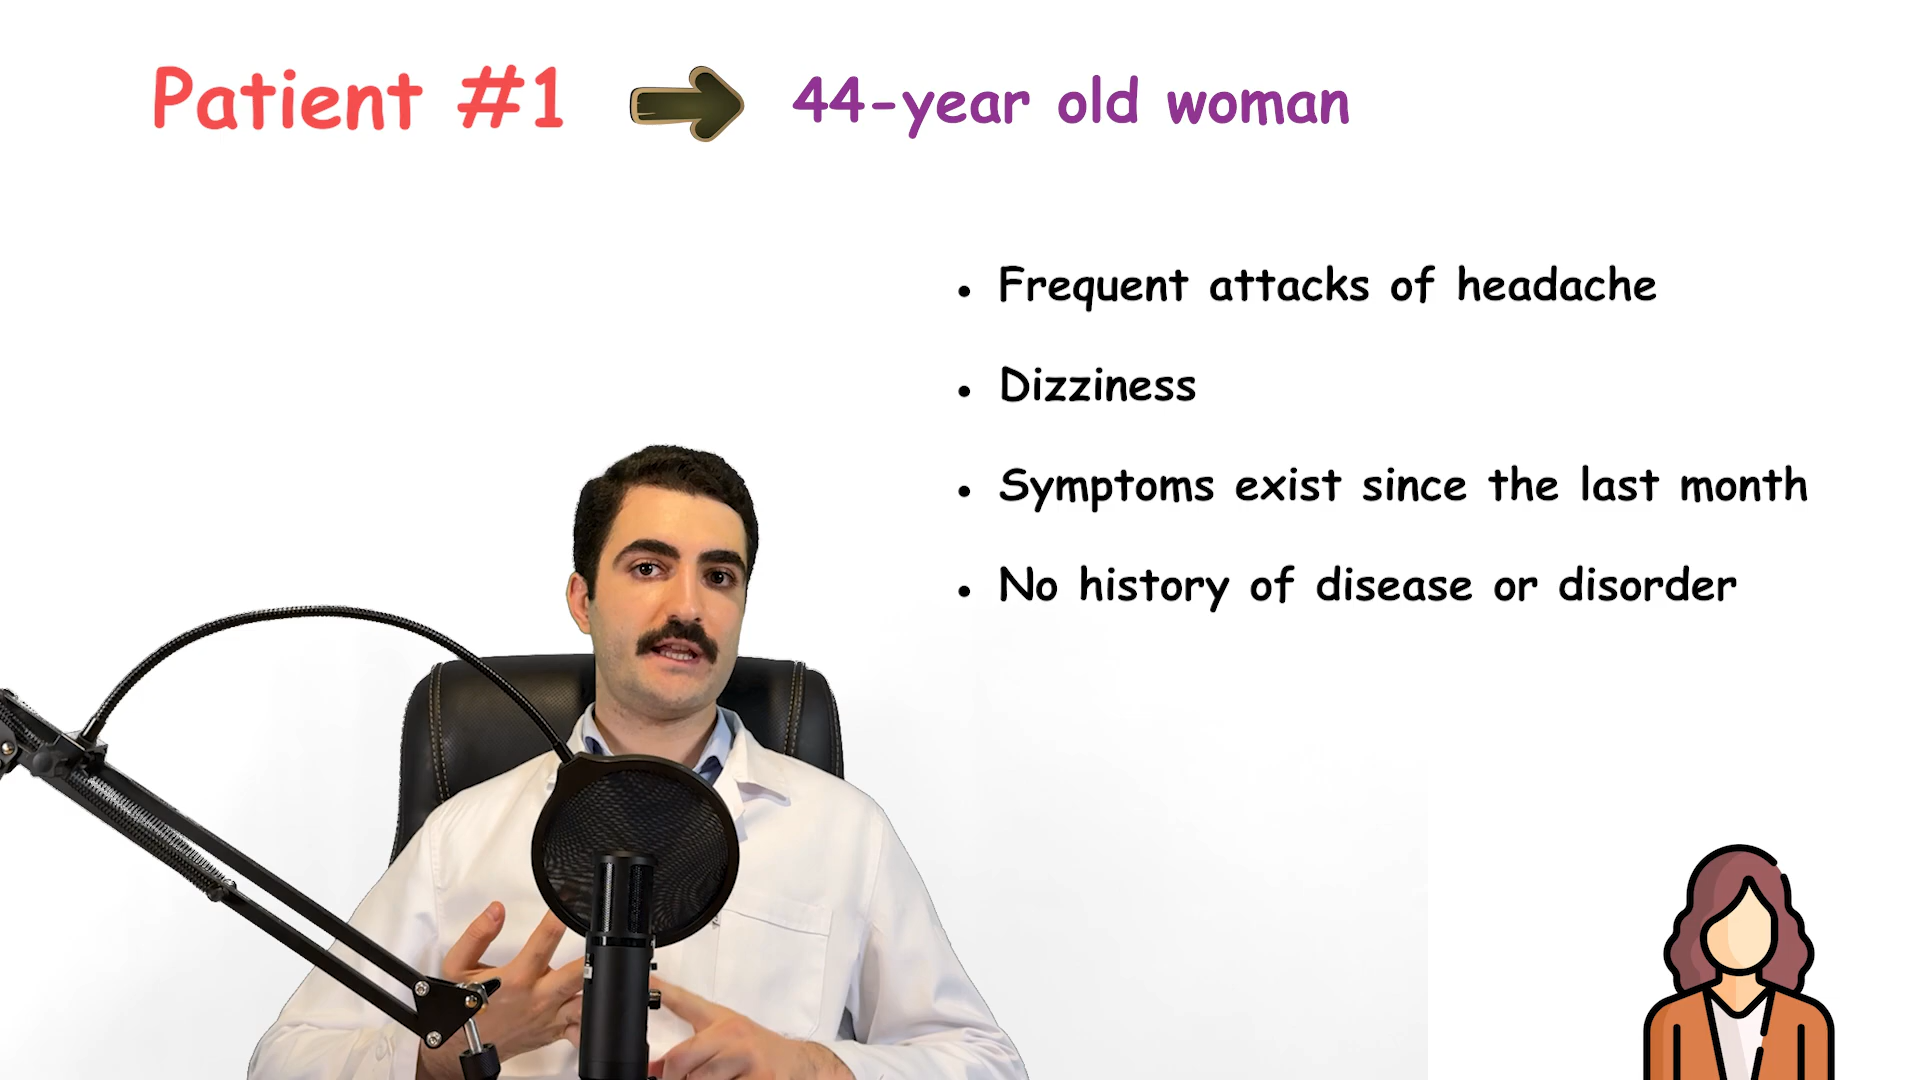 Patient #1 44-year old woman
• Frequent attacks of headache
• Dizziness
• Symptoms exist since the last month
• No history of disease or disorder